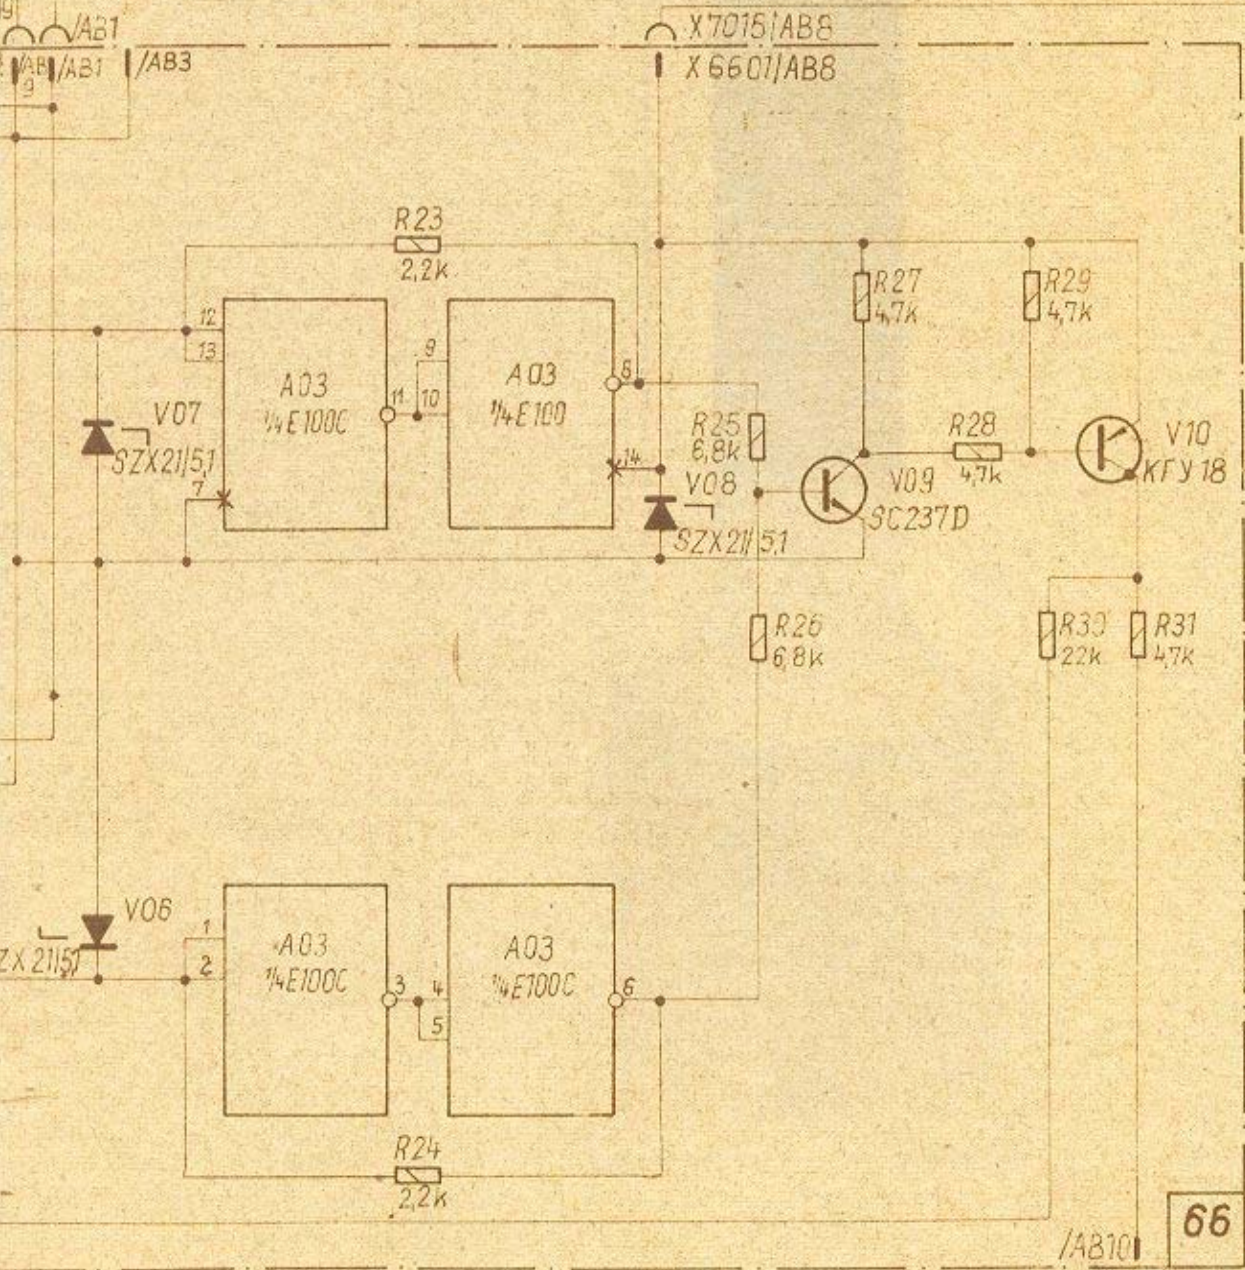 /AB1
X7015/AB8
/AB
9
/AB1
/AB3
X6601/AB8
R23
2,2k
R27
4,7k
R29
4,7k
12
13
A03
¼E100C
11
9
10
A03
¼E100
8
V07
SZX21/5,1
7
14
R25
6,8k
V08
SZX21/5,1
V09
SC237D
R28
4,7k
V10
КГУ18
R26
6,8k
R30
22k
R31
4,7k
V06
ZX21/5,1
1
2
A03
¼E100C
3
4
5
A03
¼E100C
6
R24
2,2k
/AB10
66